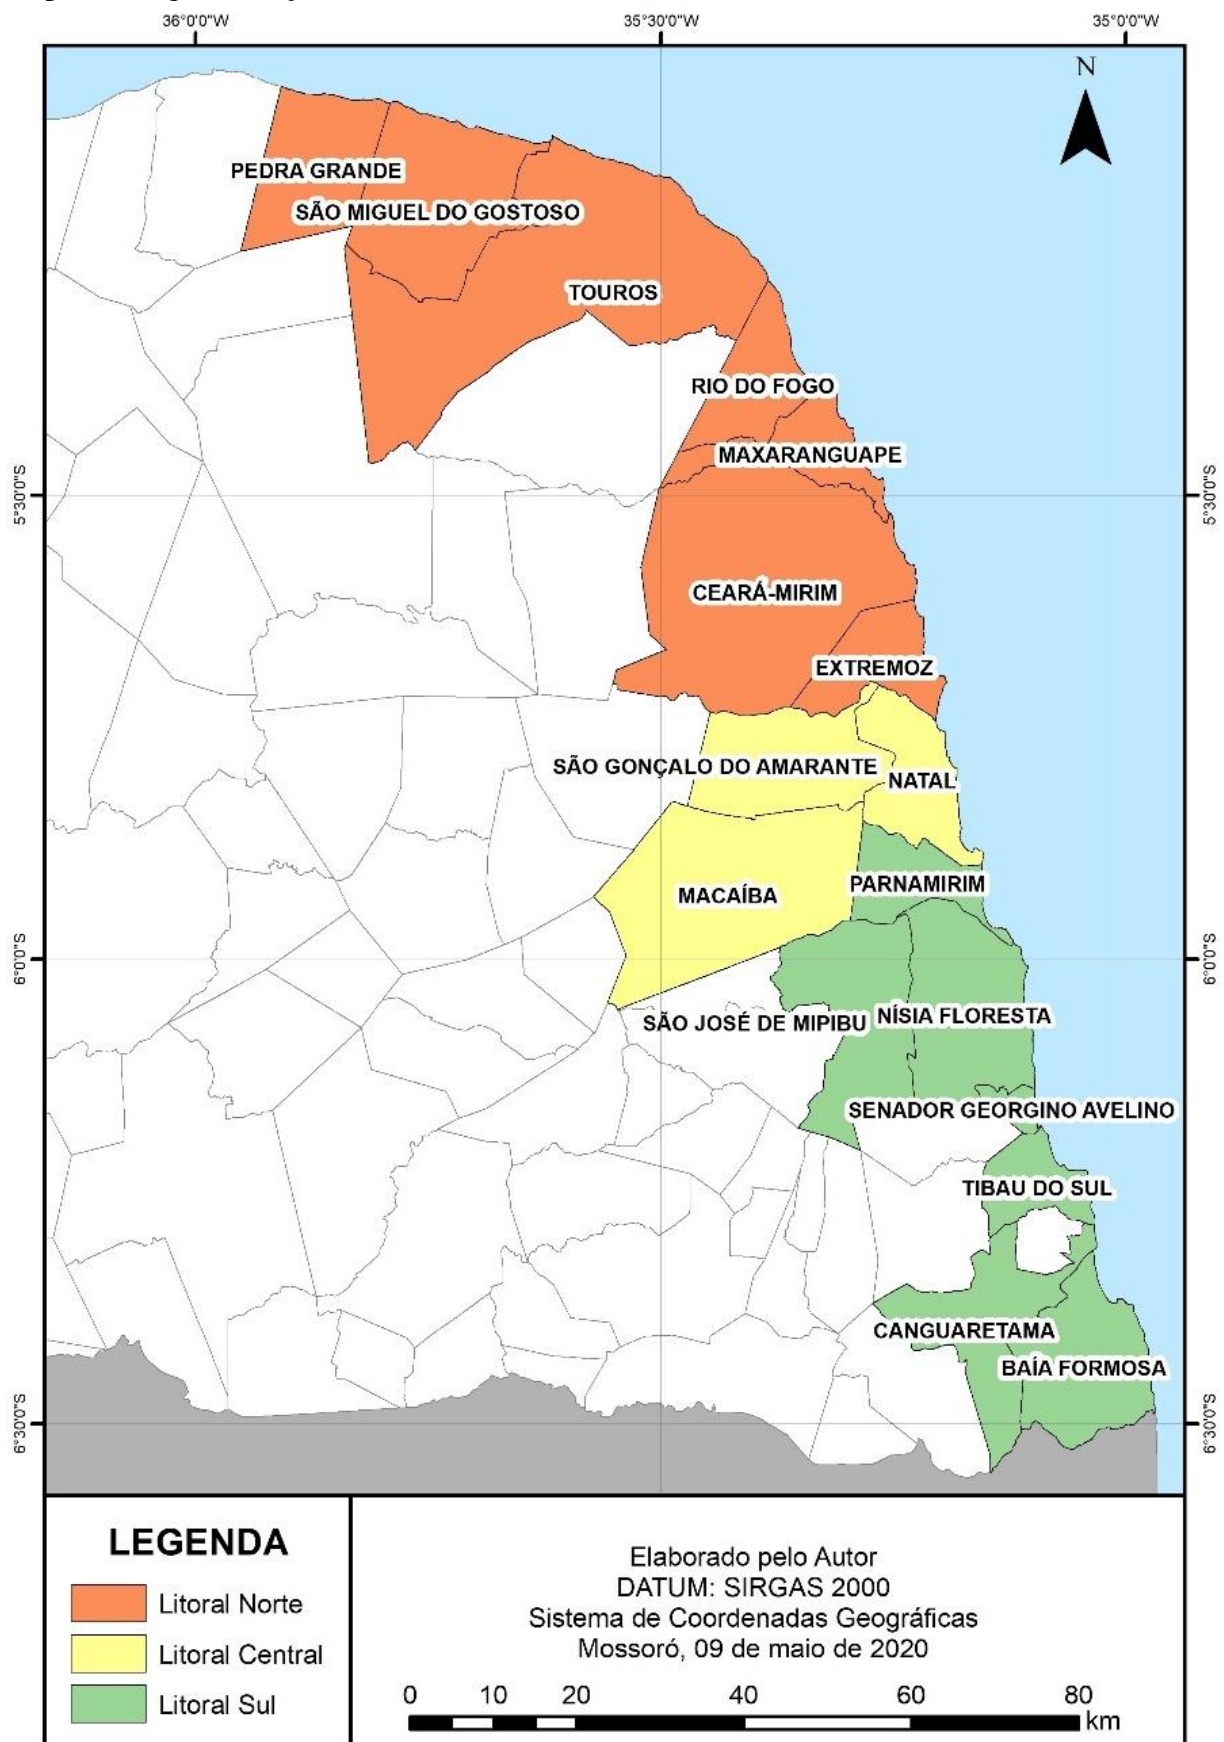 36°0'0"W
35°30'0"W
35°0'0"W
N
PEDRA GRANDE
SÃO MIGUEL DO GOSTOSO
TOUROS
RIO DO FOGO
MAXARANGUAPE
5°30'0"S
5°30'0"S
CEARÁ-MIRIM
EXTREMOZ
SÃO GONÇALO DO AMARANTE
NATAL
PARNAMIRIM
MACAÍBA
6°0'0"S
6°0'0"S
SÃO JOSÉ DE MIPIBU
NÍSIA FLORESTA
SENADOR GEORGINO AVELINO
TIBAU DO SUL
CANGUARETAMA
BAÍA FORMOSA
6°30'0"S
6°30'0"S
LEGENDA
Litoral Norte
Litoral Central
Litoral Sul
Elaborado pelo Autor
DATUM: SIRGAS 2000
Sistema de Coordenadas Geográficas
Mossoró, 09 de maio de 2020
0 10 20 40 60 80
km